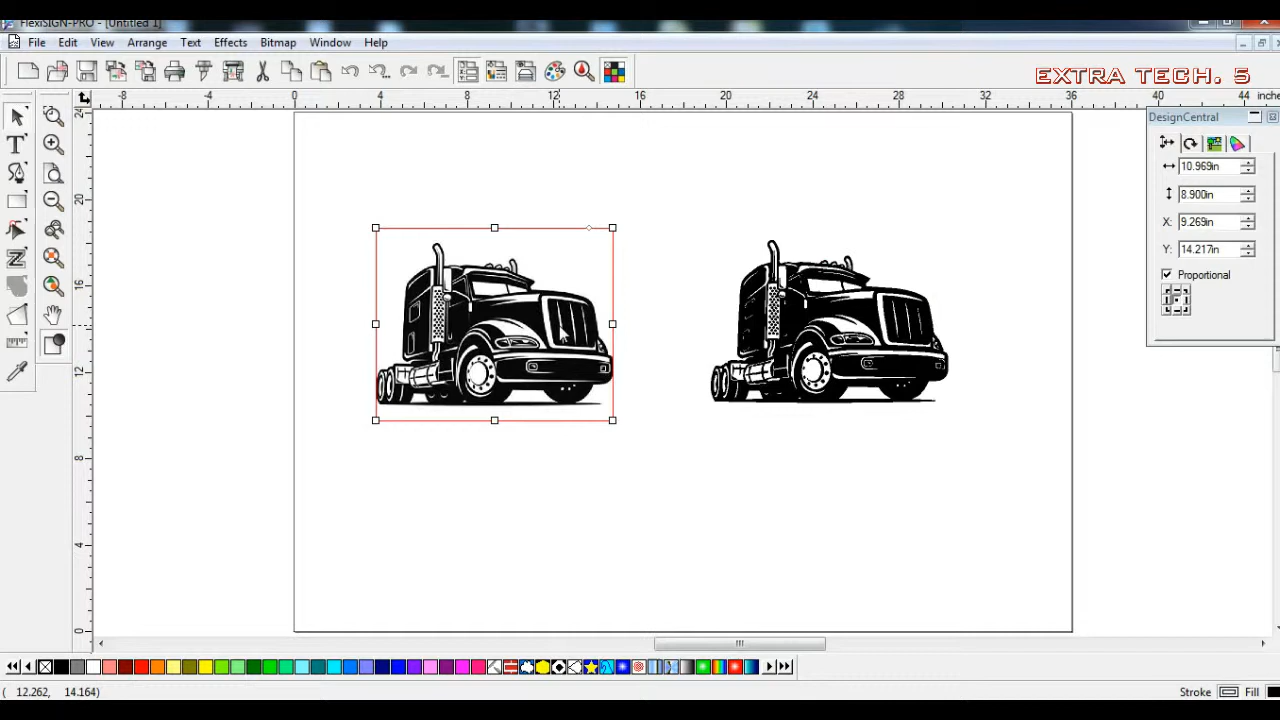 FlexiSIGN-PRO - [Untitled 1]
File Edit View Arrange Text Effects Bitmap Window Help
EXTRA TECH. 5
-8 -4 0 4 8 12 16 20 24 28 32 36 40 44 inches
24
20
16
12
8
4
0
DesignCentral
10.969in
8.900in
X: 9.269in
Y: 14.217in
Proportional
( 12.262, 14.164)
Stroke Fill